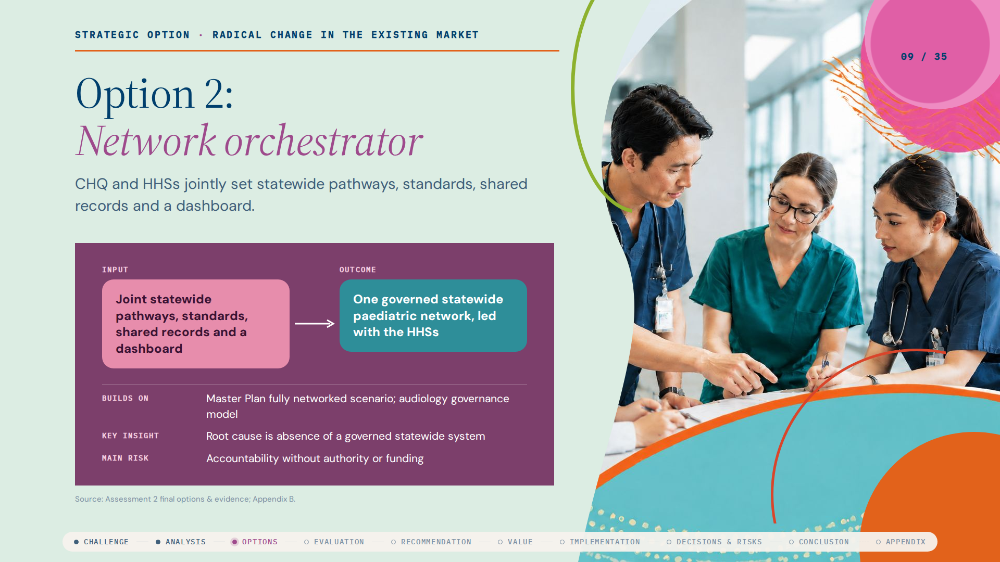 STRATEGIC OPTION · RADICAL CHANGE IN THE EXISTING MARKET
09 / 35
Option 2:
Network orchestrator
CHQ and HHSs jointly set statewide pathways, standards, shared
records and a dashboard.
INPUT
Joint statewide
pathways, standards,
shared records and a
dashboard
OUTCOME
One governed statewide
paediatric network, led
with the HHSs
BUILDS ON
Master Plan fully networked scenario; audiology governance
model
KEY INSIGHT
Root cause is absence of a governed statewide system
MAIN RISK
Accountability without authority or funding
Source: Assessment 2 final options & evidence; Appendix B.
CHALLENGE
ANALYSIS
OPTIONS
EVALUATION
RECOMMENDATION
VALUE
IMPLEMENTATION
DECISIONS & RISKS
CONCLUSION
APPENDIX